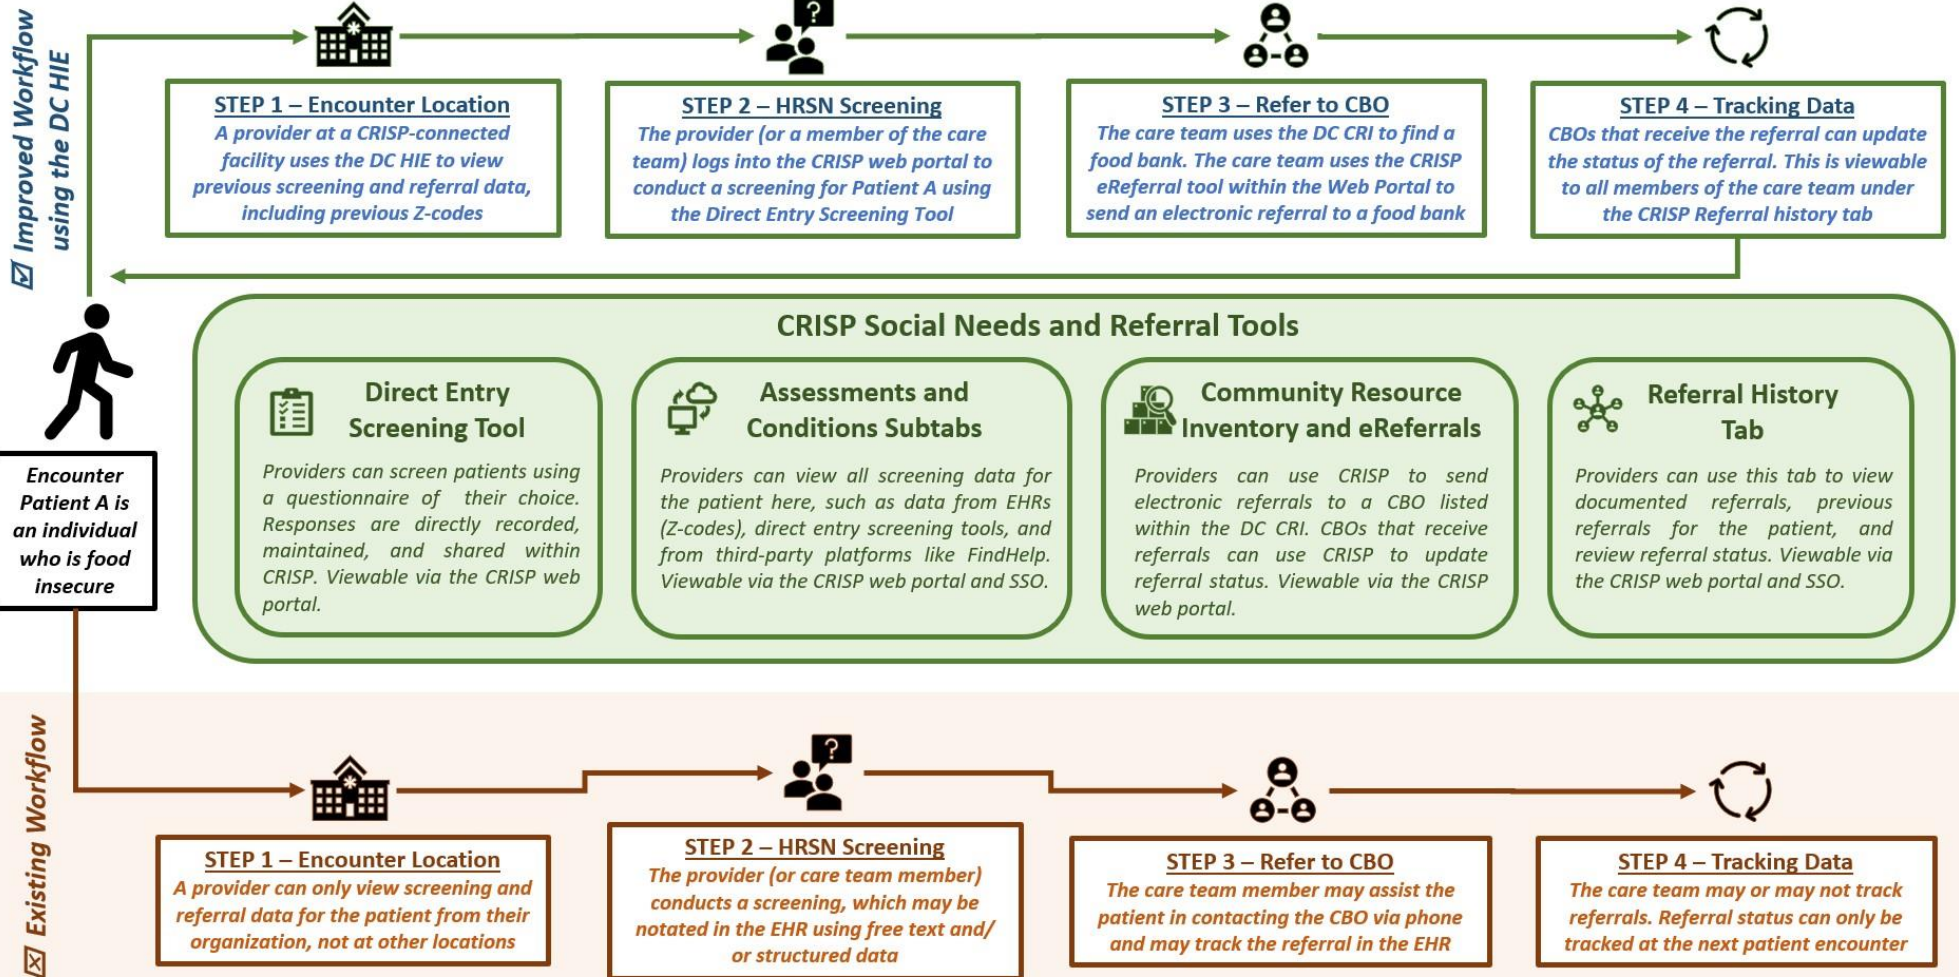 ☑ Improved Workflow
using the DC HIE
?
STEP 1 – Encounter Location
A provider at a CRISP-connected
facility uses the DC HIE to view
previous screening and referral data,
including previous Z-codes
STEP 2 – HRSN Screening
The provider (or a member of the care
team) logs into the CRISP web portal to
conduct a screening for Patient A using
the Direct Entry Screening Tool
STEP 3 – Refer to CBO
The care team uses the DC CRI to find a
food bank. The care team uses the CRISP
eReferral tool within the Web Portal to
send an electronic referral to a food bank
STEP 4 – Tracking Data
CBOs that receive the referral can update
the status of the referral. This is viewable
to all members of the care team under
the CRISP Referral history tab
Encounter
Patient A is
an individual
who is food
insecure
CRISP Social Needs and Referral Tools
Direct Entry
Screening Tool
Providers can screen patients using
a questionnaire of their choice.
Responses are directly recorded,
maintained, and shared within
CRISP. Viewable via the CRISP web
portal.
Assessments and
Conditions Subtabs
Providers can view all screening data for
the patient here, such as data from EHRs
(Z-codes), direct entry screening tools, and
from third-party platforms like FindHelp.
Viewable via the CRISP web portal and SSO.
Community Resource
Inventory and eReferrals
Providers can use CRISP to send
electronic referrals to a CBO listed
within the DC CRI. CBOs that receive
referrals can use CRISP to update
referral status. Viewable via the CRISP
web portal.
Referral History
Tab
Providers can use this tab to view
documented referrals, previous
referrals for the patient, and
review referral status. Viewable via
the CRISP web portal and SSO.
☒ Existing Workflow
?
STEP 1 – Encounter Location
A provider can only view screening and
referral data for the patient from their
organization, not at other locations
STEP 2 – HRSN Screening
The provider (or care team member)
conducts a screening, which may be
notated in the EHR using free text and/
or structured data
STEP 3 – Refer to CBO
The care team member may assist the
patient in contacting the CBO via phone
and may track the referral in the EHR
STEP 4 – Tracking Data
The care team may or may not track
referrals. Referral status can only be
tracked at the next patient encounter